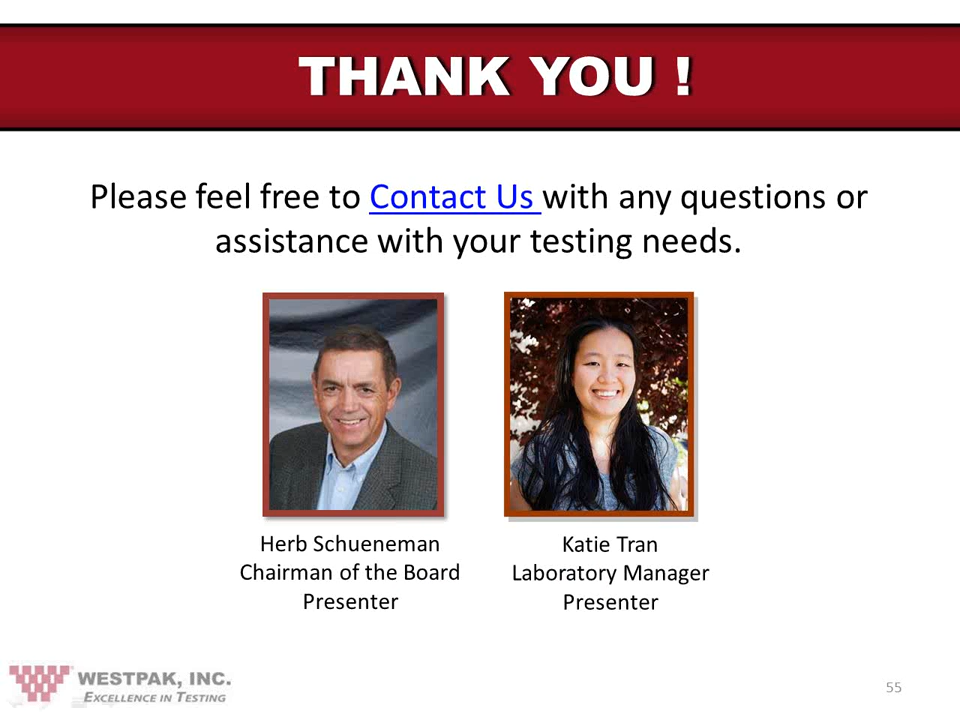 THANK YOU !
Please feel free to Contact Us with any questions or
assistance with your testing needs.
Herb Schueneman
Chairman of the Board
Presenter
Katie Tran
Laboratory Manager
Presenter
WESTPAK, INC.
EXCELLENCE IN TESTING
55